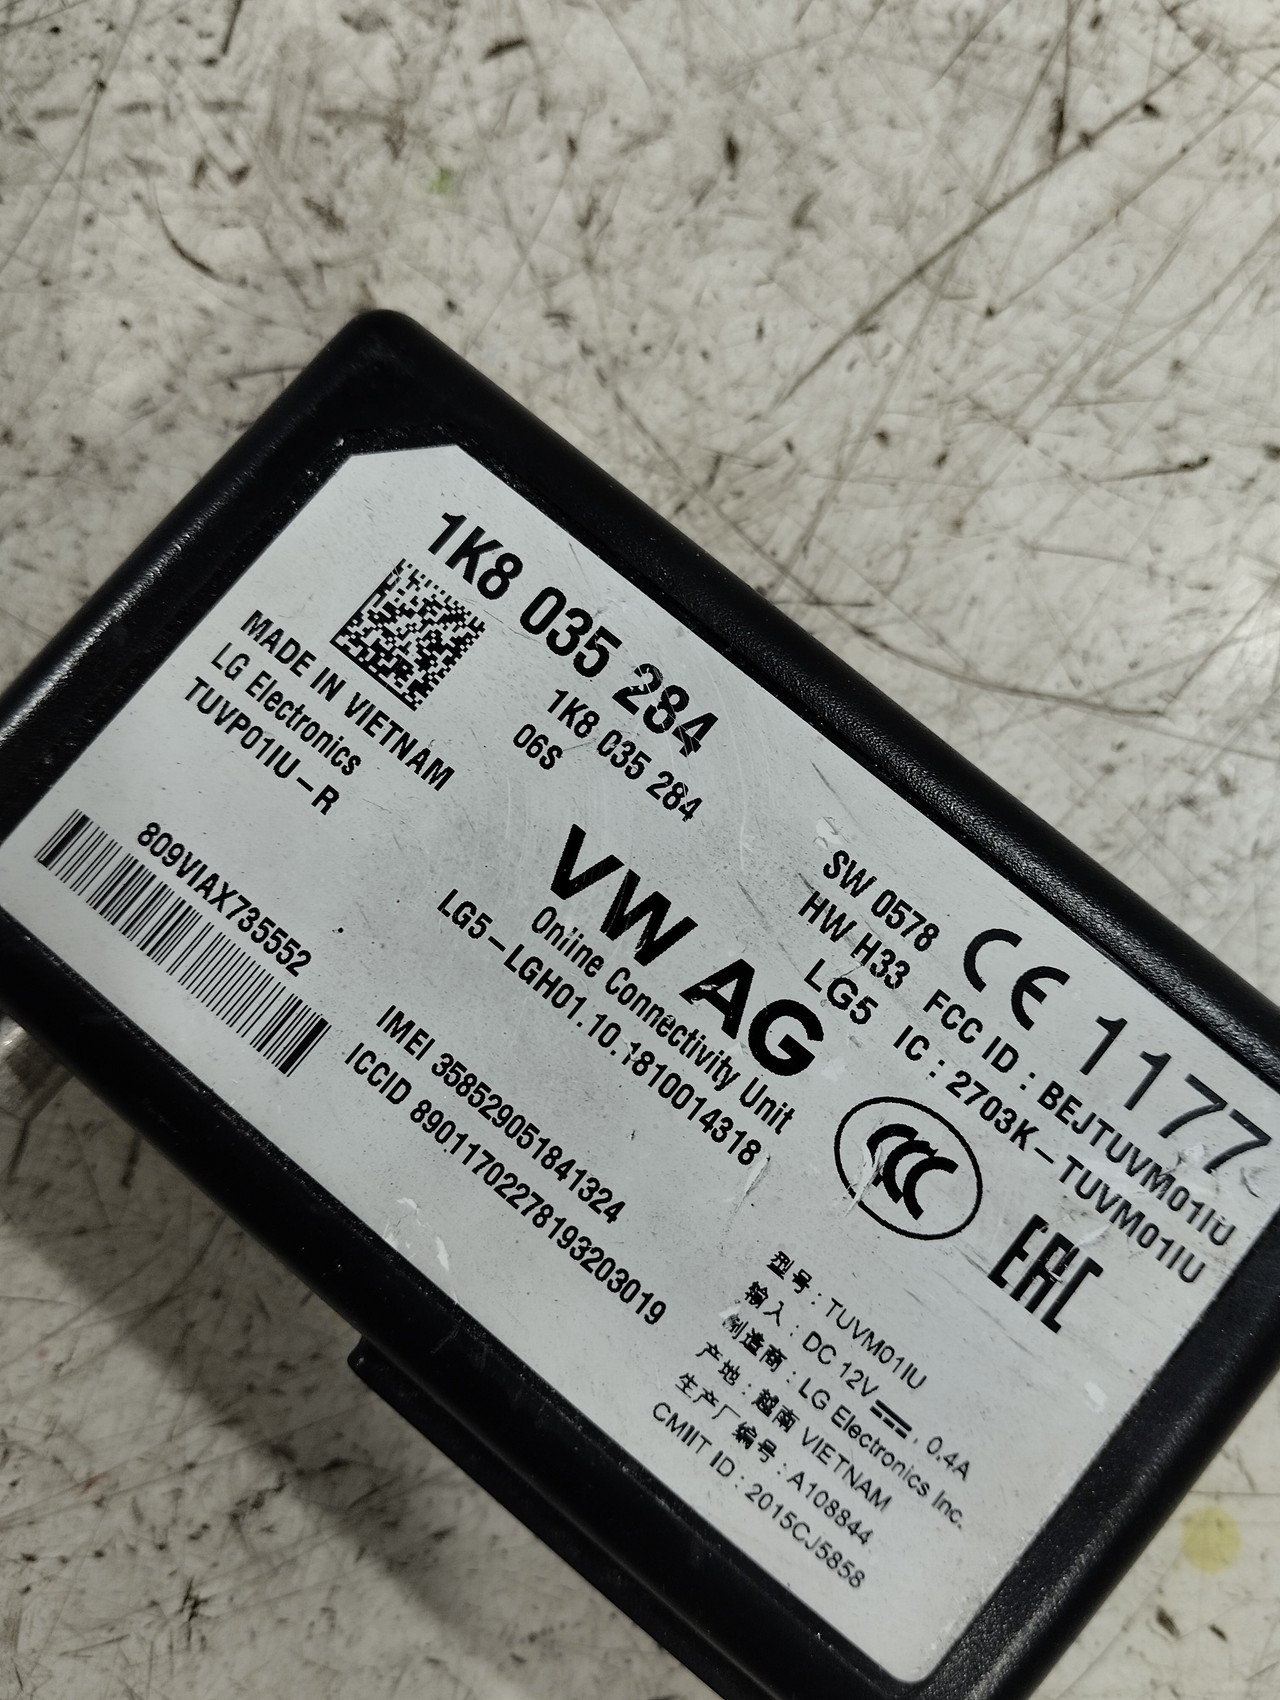 1K8 035 284
1K8 035 284
06S
MADE IN VIETNAM
LG Electronics
TUVP01IU-R
809VIAX735552
VW AG
Online Connectivity Unit
LG5-LGH01.10.1810014318
IMEI 358529051841324
ICCID 89011702278193203019
SW 0578
HW H33
LG5
CE 1177
FCC ID : BEJTUVM01IU
IC : 2703K-TUVM01IU
CCC
EAC
型号 : TUVM01IU
输入 : DC 12V⎓, 0.4A
制造商 : LG Electronics Inc.
产地 : 越南 VIETNAM
生产厂编号 : A108844
CMIIT ID : 2015CJ5858